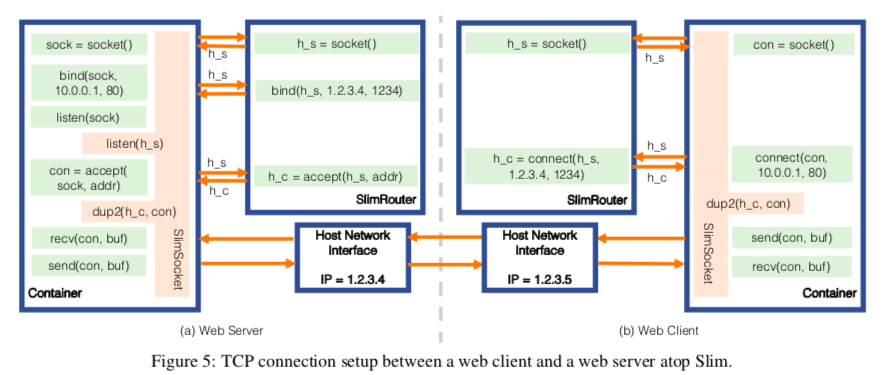 sock = socket()
bind(sock,
10.0.0.1, 80)
listen(sock)
listen(h_s)
con = accept(
sock, addr)
dup2(h_c, con)
recv(con, buf)
send(con, buf)
SlimSocket
Container
h_s
h_s
h_s
h_c
h_s = socket()
bind(h_s, 1.2.3.4, 1234)
h_c = accept(h_s, addr)
SlimRouter
Host Network
Interface
IP = 1.2.3.4
(a) Web Server
h_s = socket()
h_c = connect(h_s,
1.2.3.4, 1234)
SlimRouter
Host Network
Interface
IP = 1.2.3.5
h_s
h_s
h_c
con = socket()
connect(con,
10.0.0.1, 80)
dup2(h_c, con)
send(con, buf)
recv(con, buf)
SlimSocket
Container
(b) Web Client
Figure 5: TCP connection setup between a web client and a web server atop Slim.